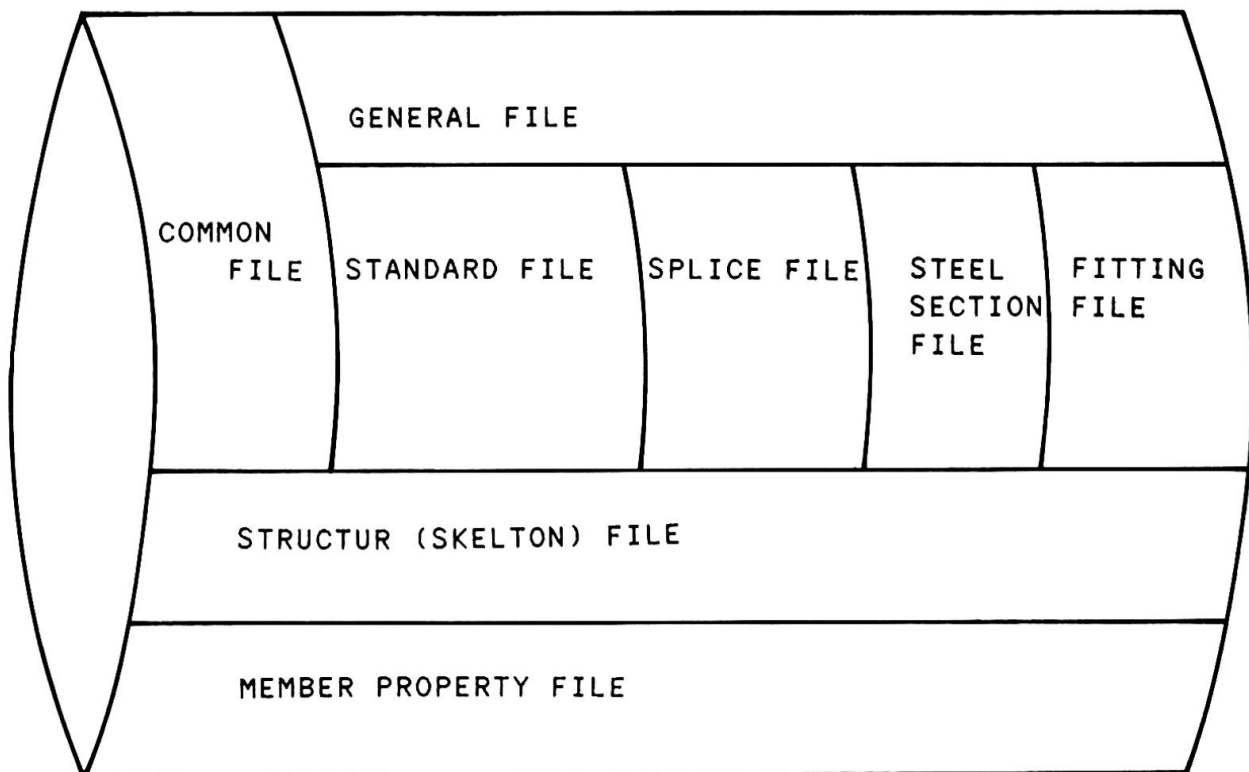 GENERAL FILE
COMMON
FILE
STANDARD FILE
SPLICE FILE
STEEL
SECTION
FILE
FITTING
FILE
STRUCTUR (SKELTON) FILE
MEMBER PROPERTY FILE